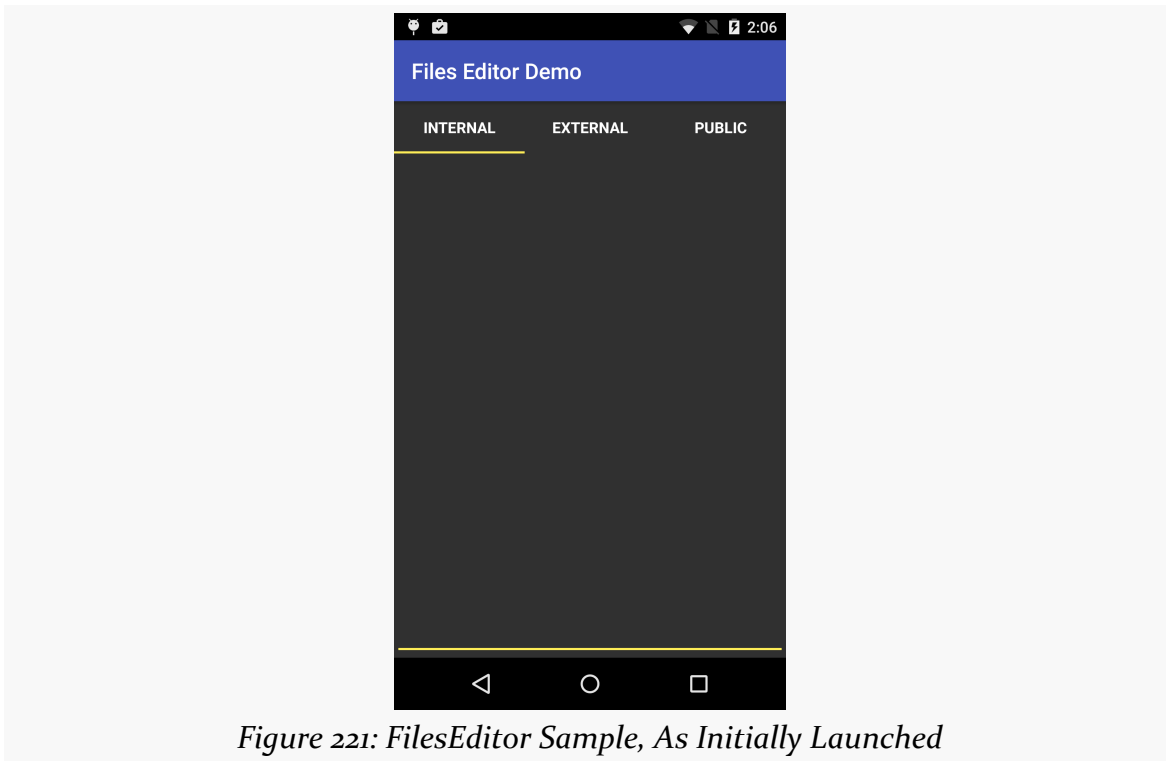 2:06
Files Editor Demo
INTERNAL EXTERNAL PUBLIC
Figure 221: FilesEditor Sample, As Initially Launched